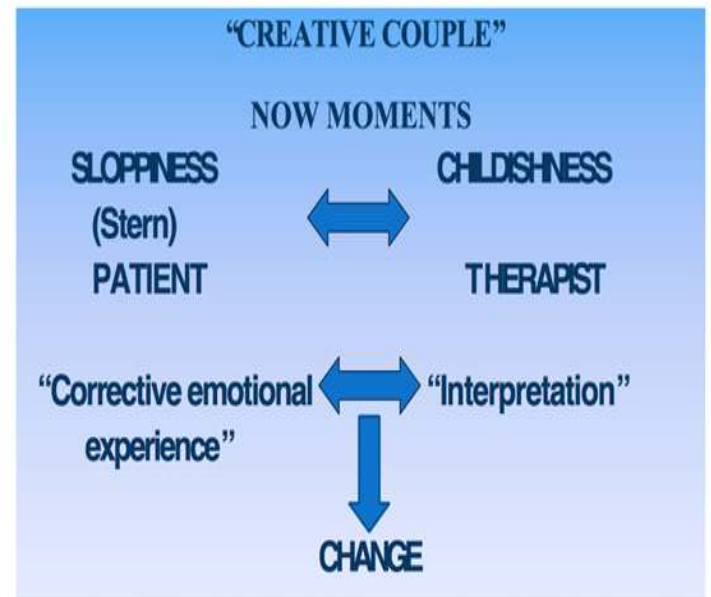 “CREATIVE COUPLE”
NOW MOMENTS
SLOPPINESS CHILDISHNESS
(Stern)
PATIENT THERAPIST
“Corrective emotional “Interpretation”
experience”
CHANGE